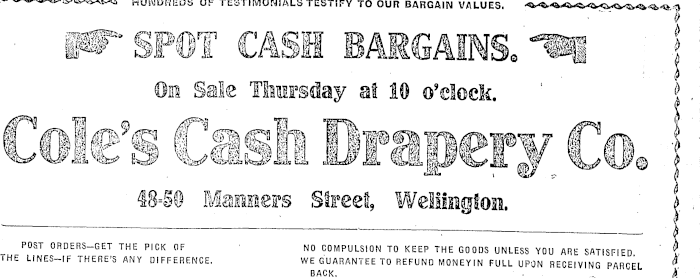 HUNDREDS OF TESTIMONIALS TESTIFY TO OUR BARGAIN VALUES.
SPOT CASH BARGAINS.
On Sale Thursday at 10 o'clock.
Cole's Cash Drapery Co.
48-50 Manners Street, Wellington.
POST ORDERS—GET THE PICK OF
THE LINES—IF THERE'S ANY DIFFERENCE.
NO COMPULSION TO KEEP THE GOODS UNLESS YOU ARE SATISFIED.
WE GUARANTEE TO REFUND MONEYIN FULL UPON RECEIVING PARCEL
BACK.